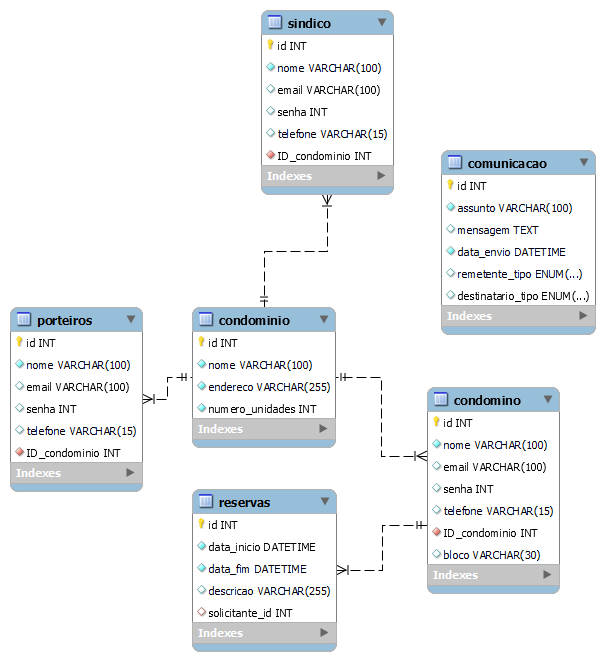 sindico
id INT
nome VARCHAR(100)
email VARCHAR(100)
senha INT
telefone VARCHAR(15)
ID_condominio INT
Indexes
comunicacao
id INT
assunto VARCHAR(100)
mensagem TEXT
data_envio DATETIME
remetente_tipo ENUM(...)
destinatario_tipo ENUM(...)
Indexes
porteiros
id INT
nome VARCHAR(100)
email VARCHAR(100)
senha INT
telefone VARCHAR(15)
ID_condominio INT
Indexes
condominio
id INT
nome VARCHAR(100)
endereco VARCHAR(255)
numero_unidades INT
Indexes
condomino
id INT
nome VARCHAR(100)
email VARCHAR(100)
senha INT
telefone VARCHAR(15)
ID_condominio INT
bloco VARCHAR(30)
Indexes
reservas
id INT
data_inicio DATETIME
data_fim DATETIME
descricao VARCHAR(255)
solicitante_id INT
Indexes